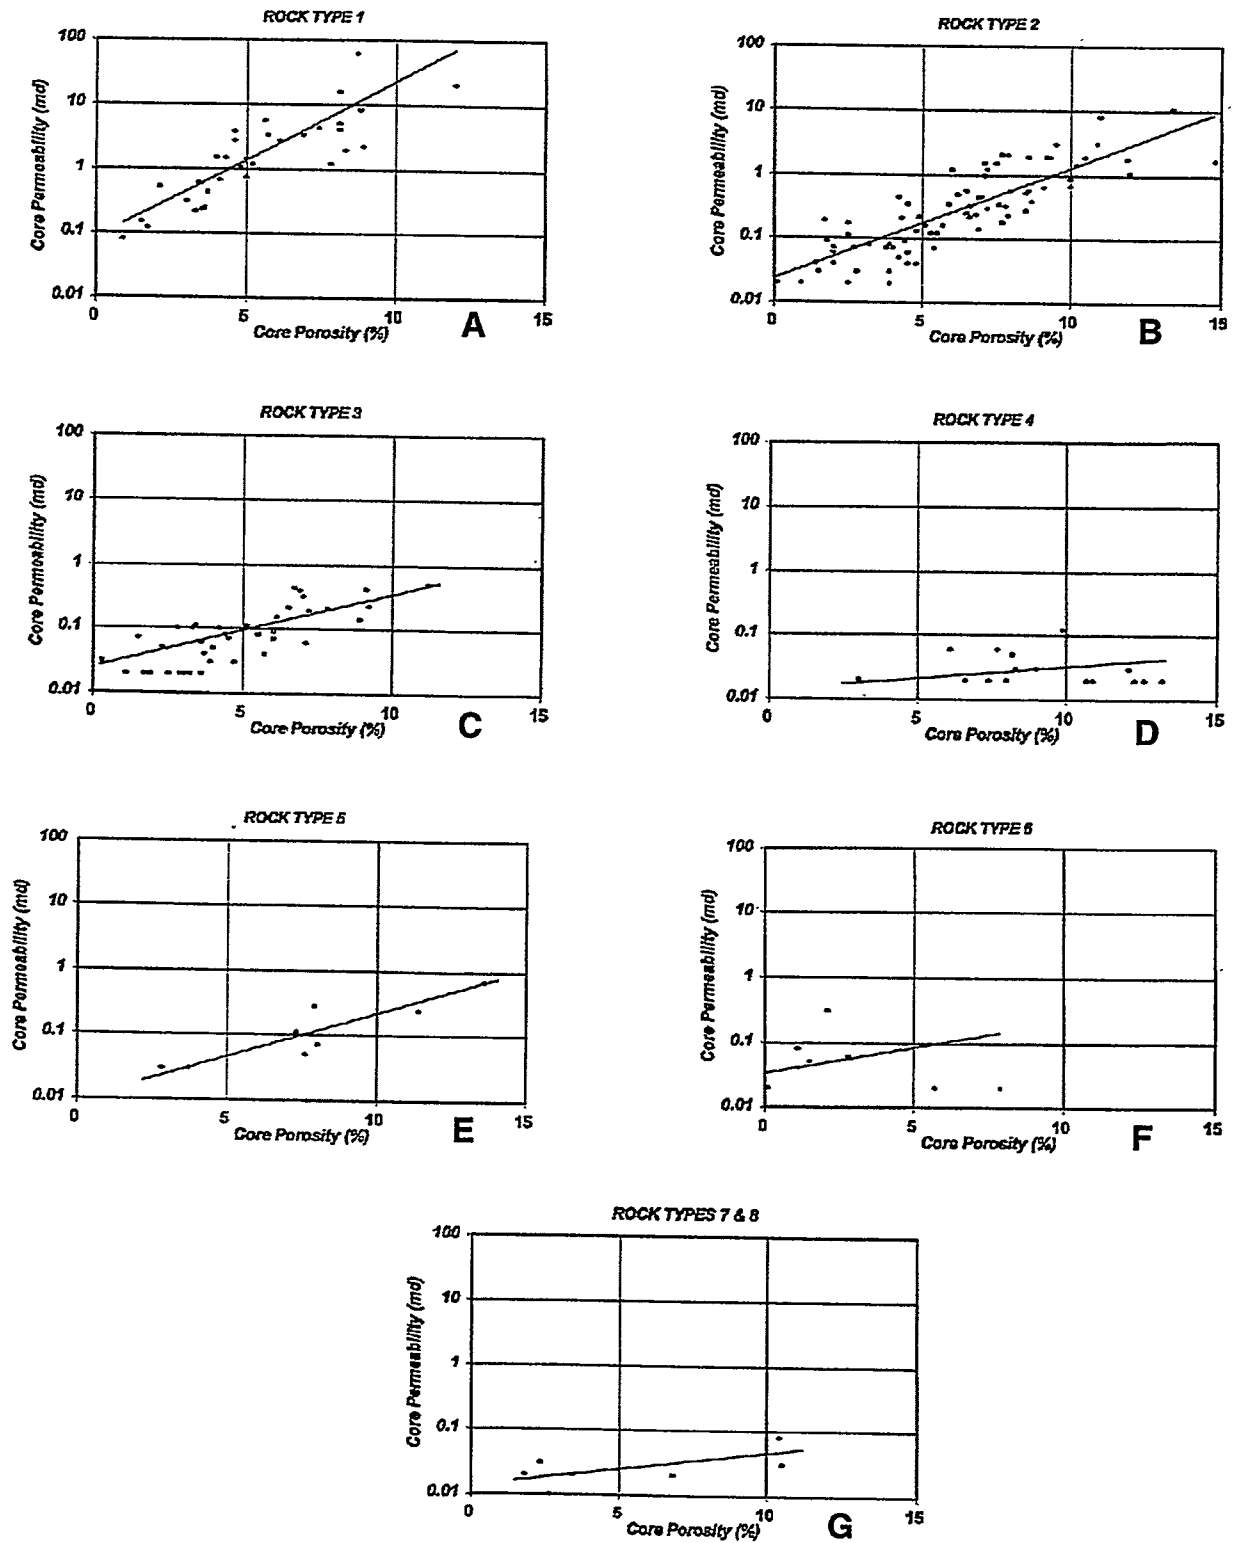 ROCK TYPE 1
Core Permeability (md)
100
10
1
0.1
0.01
0 5 10 15
Core Porosity (%)
A
ROCK TYPE 2
Core Permeability (md)
100
10
1
0.1
0.01
0 5 10 15
Core Porosity (%)
B
ROCK TYPE 3
Core Permeability (md)
100
10
1
0.1
0.01
0 5 10 15
Core Porosity (%)
C
ROCK TYPE 4
Core Permeability (md)
100
10
1
0.1
0.01
0 5 10 15
Core Porosity (%)
D
ROCK TYPE 5
Core Permeability (md)
100
10
1
0.1
0.01
0 5 10 15
Core Porosity (%)
E
ROCK TYPE 6
Core Permeability (md)
100
10
1
0.1
0.01
0 5 10 15
Core Porosity (%)
F
ROCK TYPES 7 & 8
Core Permeability (md)
100
10
1
0.1
0.01
0 5 10 15
Core Porosity (%)
G